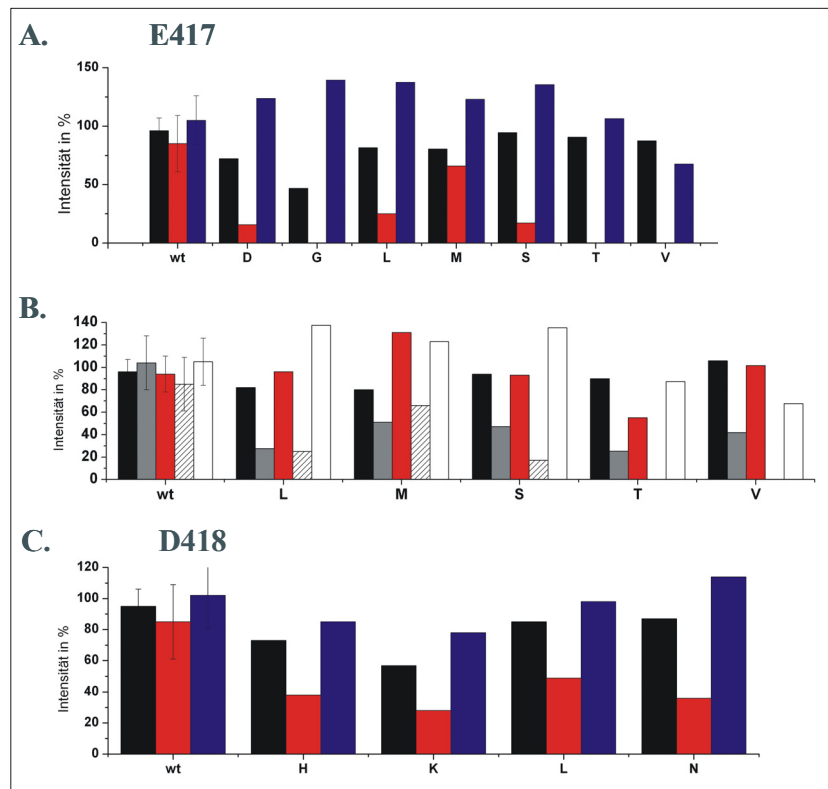 A. E417
Intensität in %
150
100
50
0
wt D G L M S T V
B.
Intensität in %
140
120
100
80
60
40
20
0
wt L M S T V
C. D418
Intensität in %
120
100
80
60
40
20
0
wt H K L N